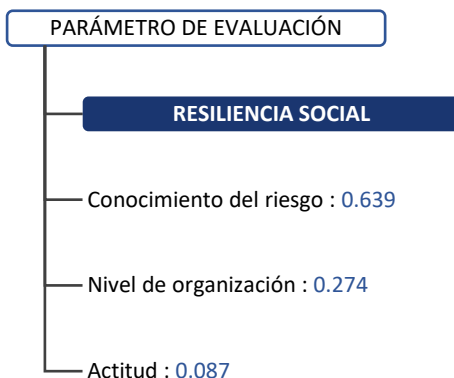 PARÁMETRO DE EVALUACIÓN
RESILIENCIA SOCIAL
Conocimiento del riesgo : 0.639
Nivel de organización : 0.274
Actitud : 0.087